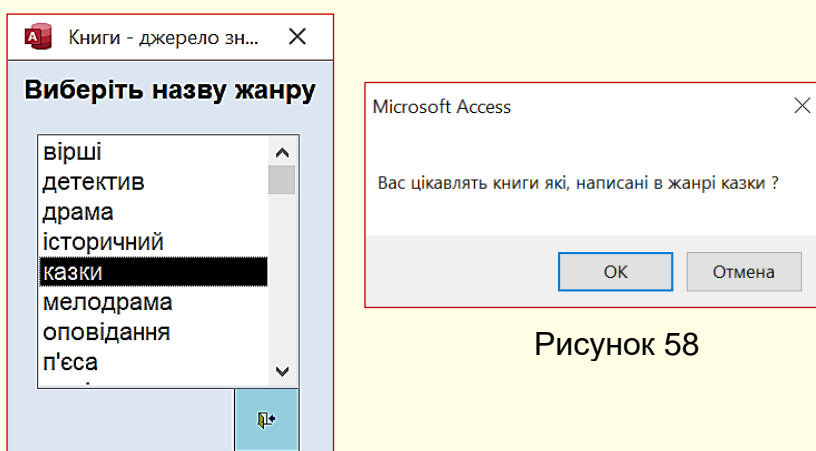 Книги - джерело зн...
Виберіть назву жанру
вірші
детектив
драма
історичний
казки
мелодрама
оповідання
п'єса
Microsoft Access
Вас цікавлять книги які, написані в жанрі казки ?
ОК
Отмена
Рисунок 58